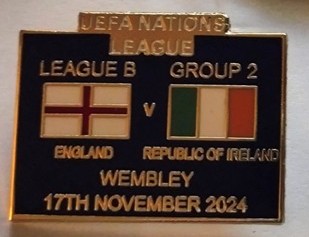 UEFA NATIONS
LEAGUE
LEAGUE B GROUP 2
V
ENGLAND REPUBLIC OF IRELAND
WEMBLEY
17TH NOVEMBER 2024